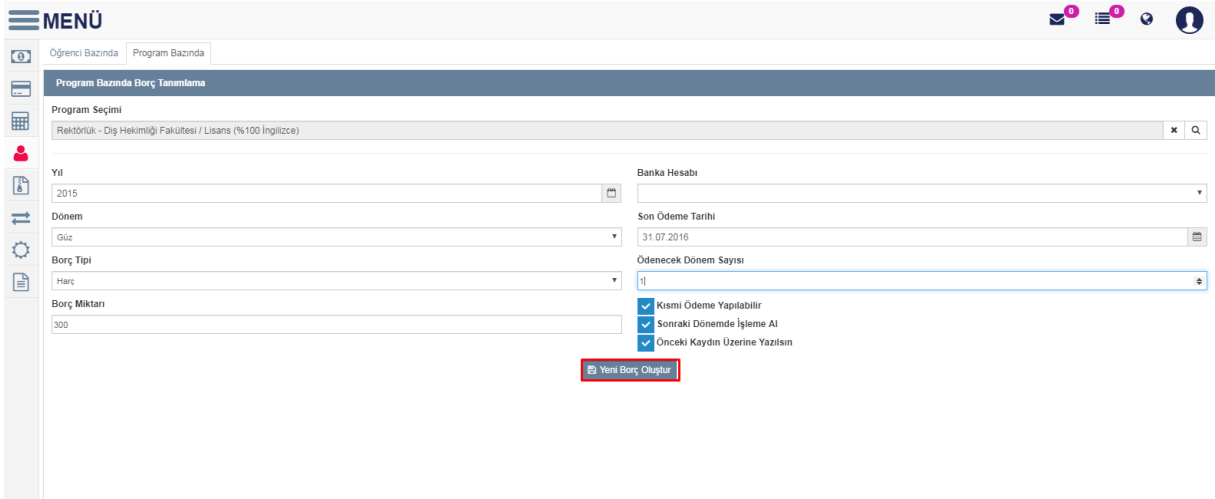 MENÜ
0
0
Öğrenci Bazında
Program Bazında
Program Bazında Borç Tanımlama
Program Seçimi
Rektörlük - Diş Hekimliği Fakültesi / Lisans (%100 İngilizce)
Yıl
2015
Dönem
Güz
Borç Tipi
Harç
Borç Miktarı
300
Banka Hesabı
Son Ödeme Tarihi
31.07.2016
Ödenecek Dönem Sayısı
1
Kısmi Ödeme Yapılabilir
Sonraki Dönemde İşleme Al
Önceki Kaydın Üzerine Yazılsın
Yeni Borç Oluştur